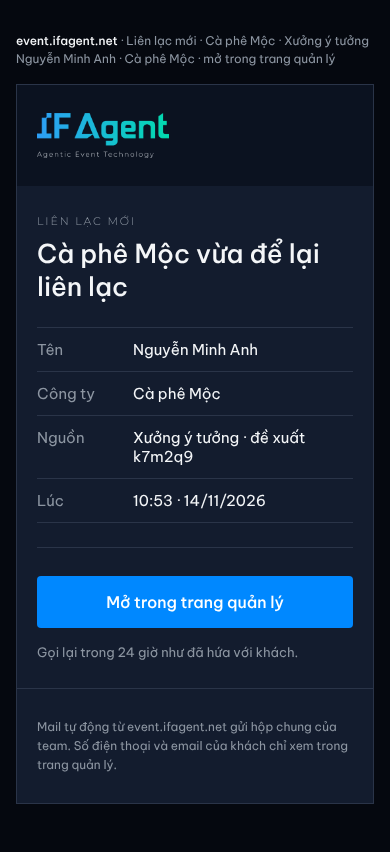 event.ifagent.net · Liên lạc mới · Cà phê Mộc · Xưởng ý tưởng
Nguyễn Minh Anh · Cà phê Mộc · mở trong trang quản lý
IF Agent
Agentic Event Technology
LIÊN LẠC MỚI
Cà phê Mộc vừa để lại
liên lạc
Tên Nguyễn Minh Anh
Công ty Cà phê Mộc
Nguồn Xưởng ý tưởng · đề xuất
k7m2q9
Lúc 10:53 · 14/11/2026
Mở trong trang quản lý
Gọi lại trong 24 giờ như đã hứa với khách.
Mail tự động từ event.ifagent.net gửi hộp chung của
team. Số điện thoại và email của khách chỉ xem trong
trang quản lý.